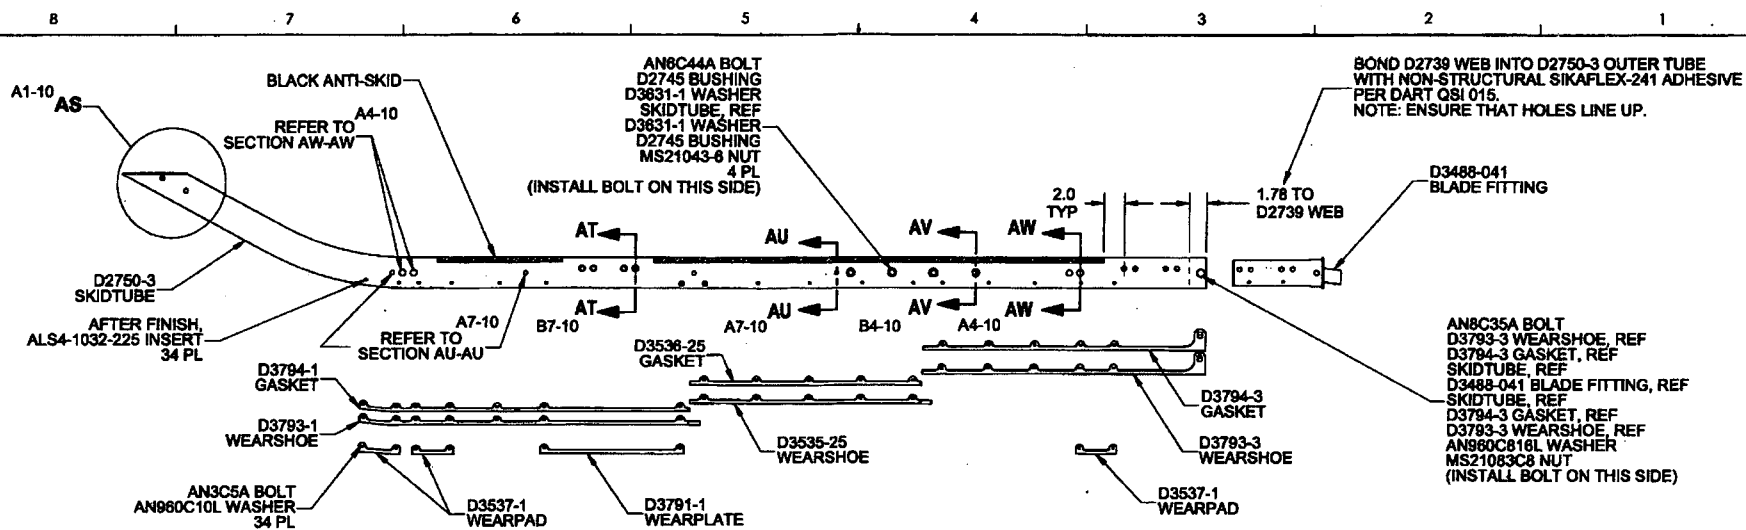 8 7 6 5 4 3 2 1
A1-10
AS
BLACK ANTI-SKID
A4-10
REFER TO
SECTION AW-AW
AN6C44A BOLT
D2745 BUSHING
D3631-1 WASHER
SKIDTUBE, REF
D3631-1 WASHER
D2745 BUSHING
MS21043-6 NUT
4 PL
(INSTALL BOLT ON THIS SIDE)
BOND D2739 WEB INTO D2750-3 OUTER TUBE
WITH NON-STRUCTURAL SIKAFLEX-241 ADHESIVE
PER DART QSI 015.
NOTE: ENSURE THAT HOLES LINE UP.
2.0
TYP
1.78 TO
D2739 WEB
D3488-041
BLADE FITTING
AT
AU
AV
AW
D2750-3
SKIDTUBE
AFTER FINISH,
ALS4-1032-225 INSERT
34 PL
A7-10
REFER TO
SECTION AU-AU
B7-10
AT
A7-10
AU
B4-10
AV
A4-10
AW
D3794-1
GASKET
D3793-1
WEARSHOE
AN3C5A BOLT
AN960C10L WASHER
34 PL
D3537-1
WEARPAD
D3791-1
WEARPLATE
D3536-25
GASKET
D3535-25
WEARSHOE
D3794-3
GASKET
D3793-3
WEARSHOE
D3537-1
WEARPAD
AN8C35A BOLT
D3793-3 WEARSHOE, REF
D3794-3 GASKET, REF
SKIDTUBE, REF
D3488-041 BLADE FITTING, REF
SKIDTUBE, REF
D3794-3 GASKET, REF
D3793-3 WEARSHOE, REF
AN960C816L WASHER
MS21083C8 NUT
(INSTALL BOLT ON THIS SIDE)